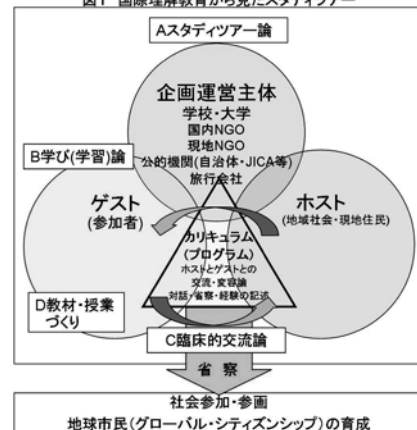 図1 国際理解教育から見たスタディツアー
Aスタディツアー論
企画運営主体
学校・大学
国内NGO
現地NGO
公的機関(自治体・JICA等)
旅行会社
B学び(学習)論
ゲスト
(参加者)
ホスト
(地域社会・現地住民)
カリキュラム
(プログラム)
ホストとゲストとの
交流・変容論
対話・省察・経験の記述
D教材・授業
づくり
C臨床的交流論
省 察
社会参加・参画
地球市民(グローバル・シティズンシップ)の育成